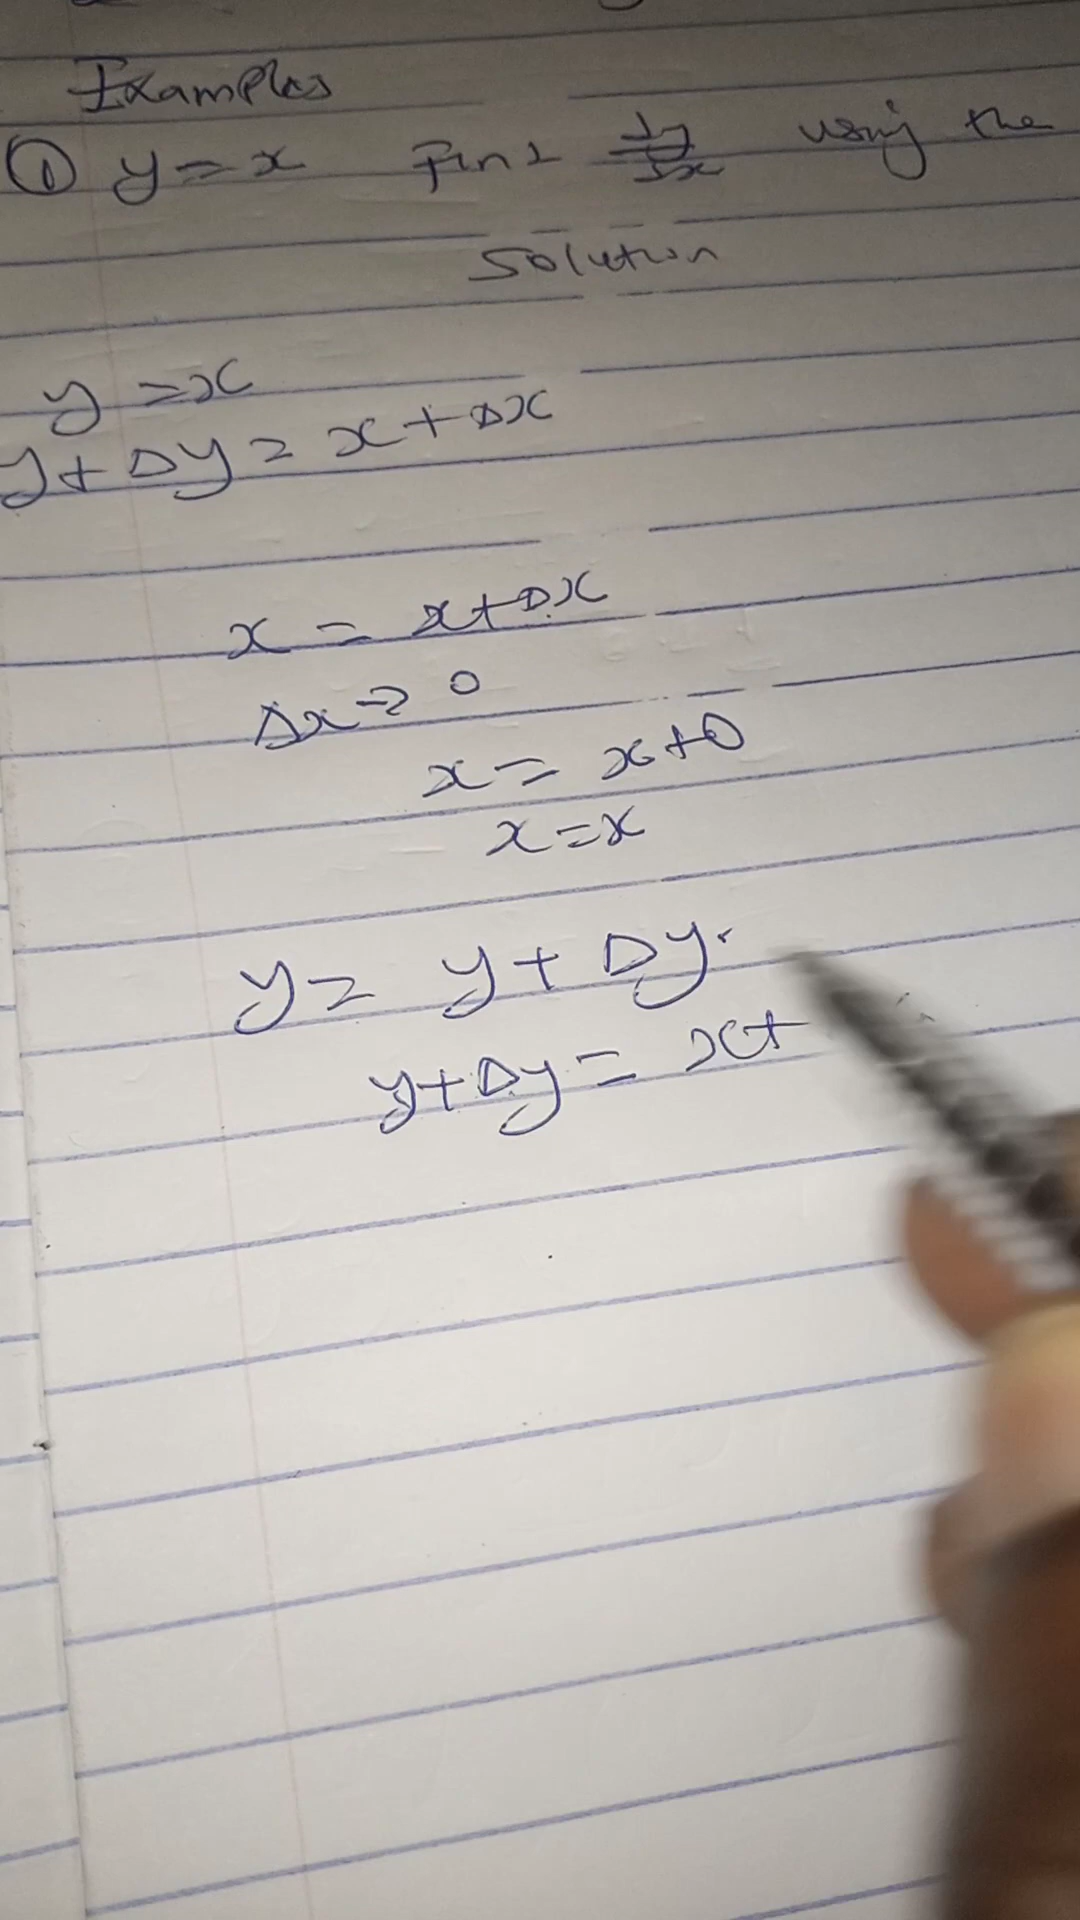 Examples
① y = x Find dy/dx using the
Solution
y = x
y + Δy = x + Δx
x = x + Δx
Δx → 0
x = x + 0
x = x
y = y + Δy
y + Δy = x +